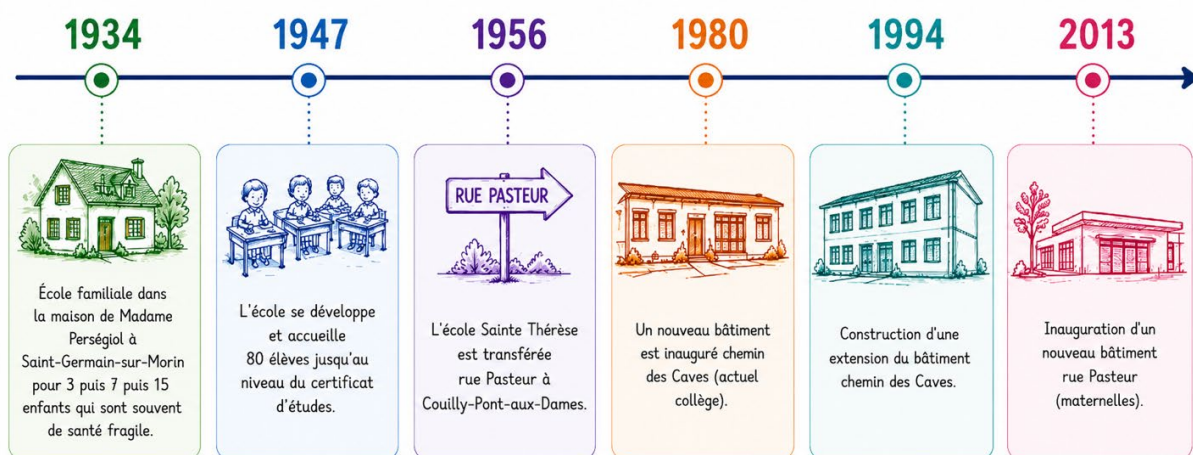 1934
1947
1956
1980
1994
2013
École familiale dans
la maison de Madame
Perségiol à
Saint-Germain-sur-Morin
pour 3 puis 7 puis 15
enfants qui sont souvent
de santé fragile.
L'école se développe
et accueille
80 élèves jusqu'au
niveau du certificat
d'études.
RUE PASTEUR
L'école Sainte Thérèse
est transférée
rue Pasteur à
Couilly-Pont-aux-Dames.
Un nouveau bâtiment
est inauguré chemin
des Caves (actuel
collège).
Construction d'une
extension du bâtiment
chemin des Caves.
Inauguration d'un
nouveau bâtiment
rue Pasteur
(maternelles).